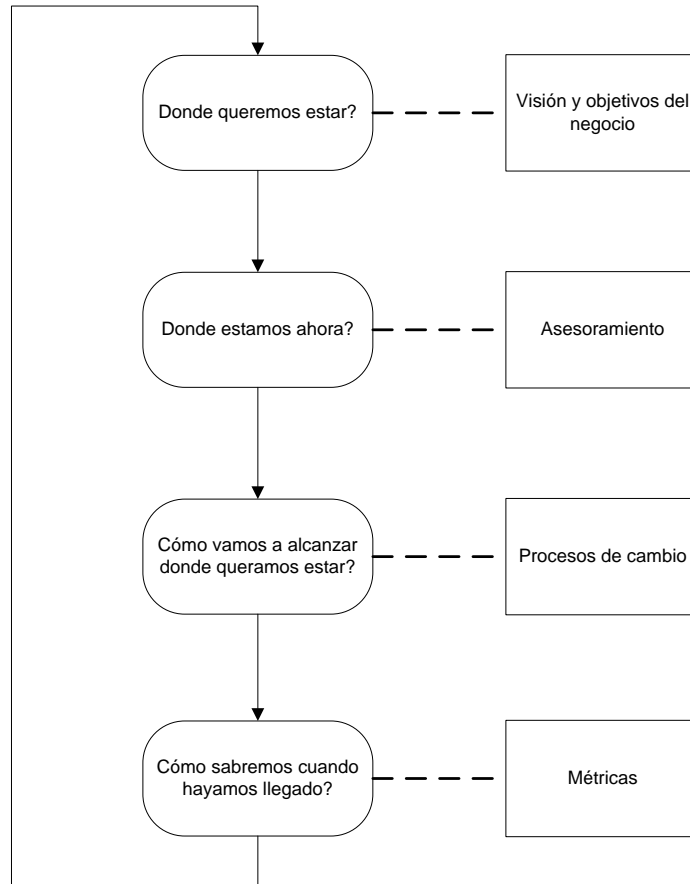 Donde queremos estar?
Visión y objetivos del
negocio
Donde estamos ahora?
Asesoramiento
Cómo vamos a alcanzar
donde queramos estar?
Procesos de cambio
Cómo sabremos cuando
hayamos llegado?
Métricas